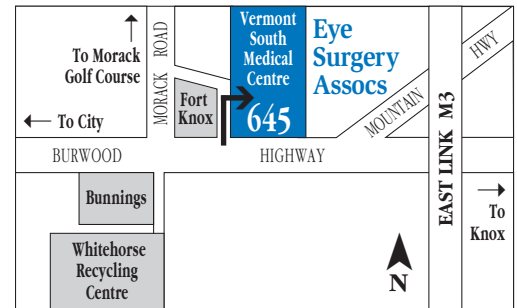 To Morack
Golf Course
MORACK ROAD
To City
Fort
Knox
Vermont
South
Medical
Centre
645
Eye
Surgery
Assocs
MOUNTAIN HWY
BURWOOD HIGHWAY
EAST LINK M3
Bunnings
Whitehorse
Recycling
Centre
N
To
Knox